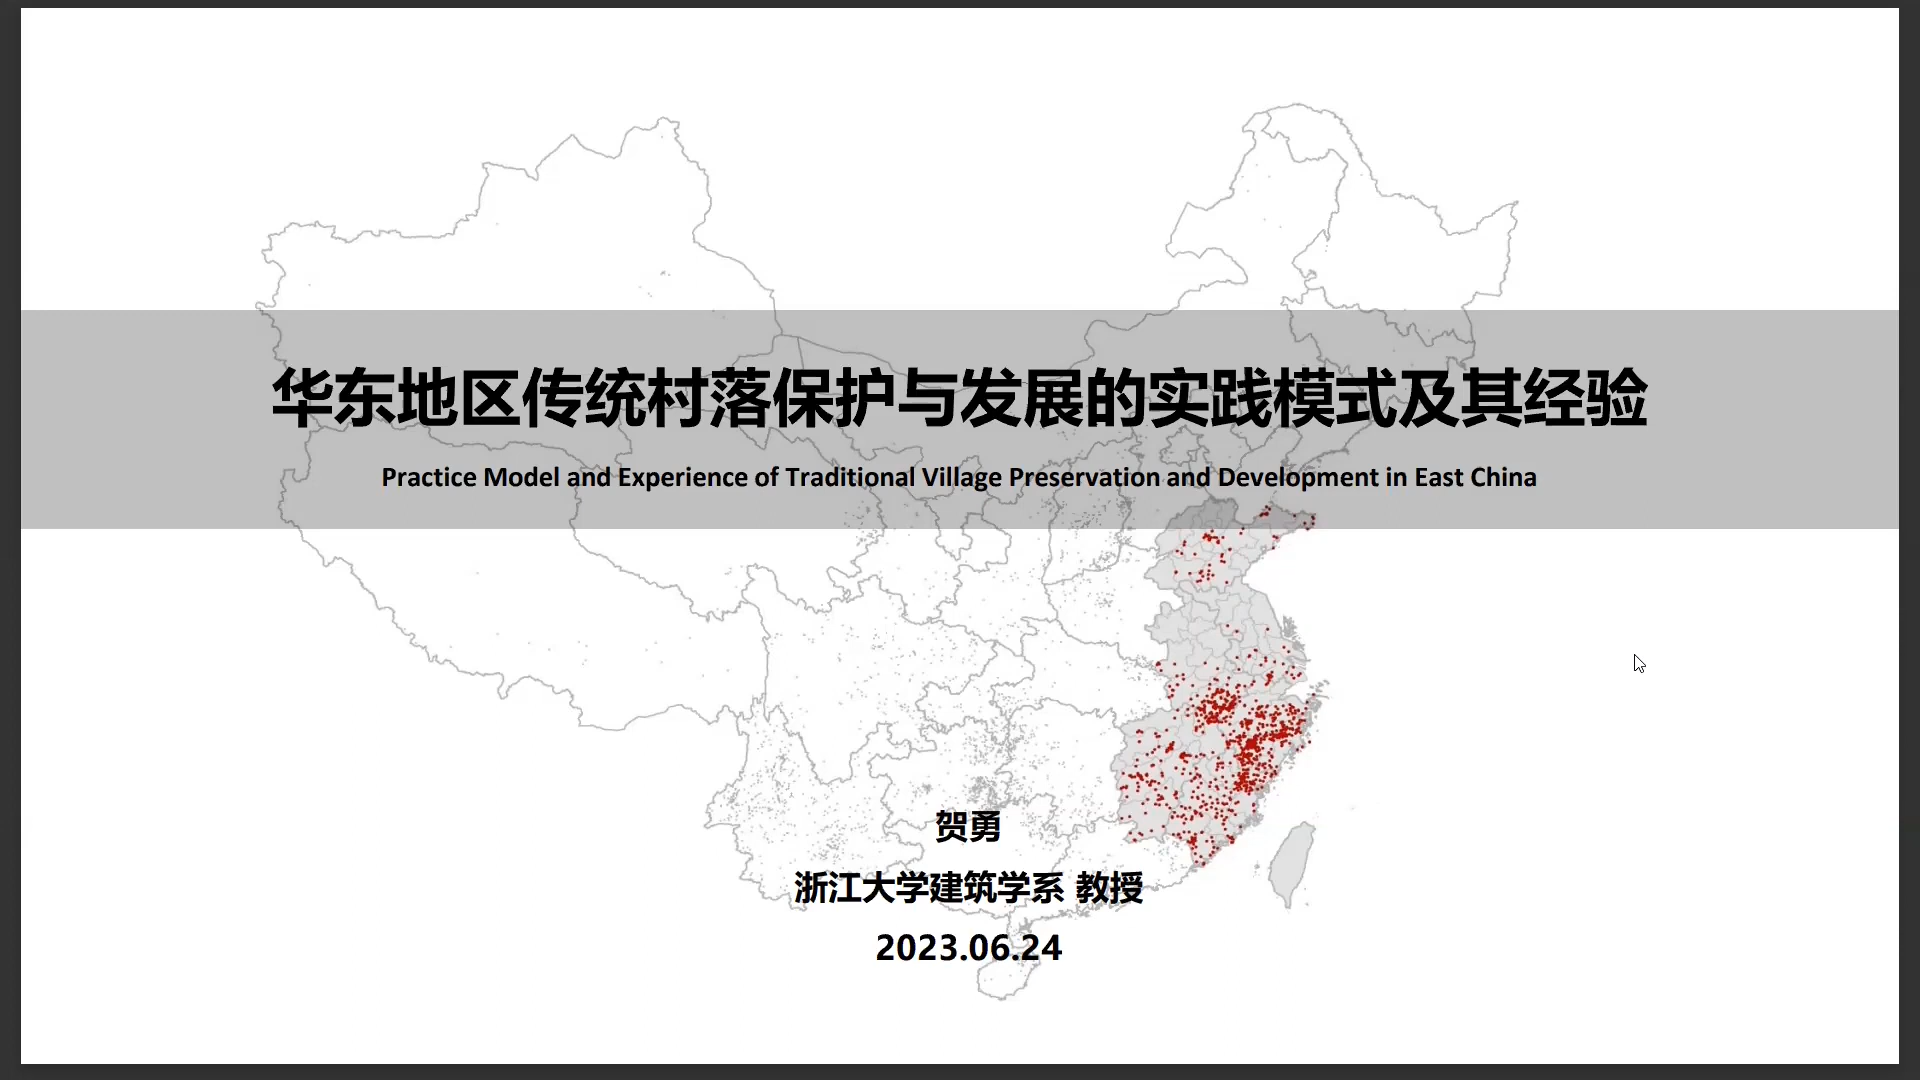 华东地区传统村落保护与发展的实践模式及其经验
Practice Model and Experience of Traditional Village Preservation and Development in East China
贺勇
浙江大学建筑学系 教授
2023.06.24